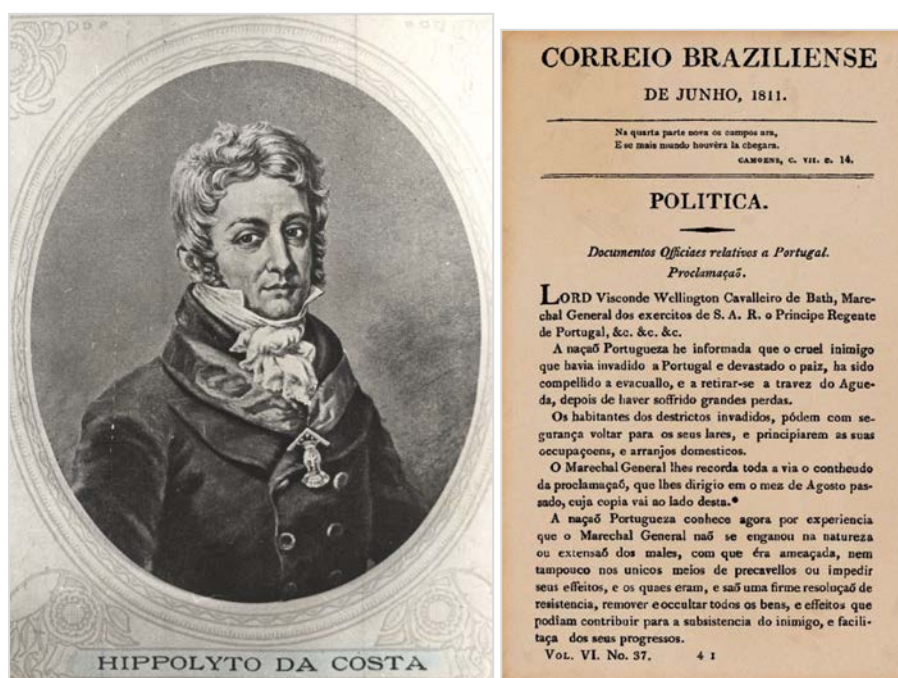 HIPPOLYTO DA COSTA
CORREIO BRAZILIENSE
DE JUNHO, 1811.
Na quarta parte nova os campos ara,
E se mais mundo houvéra la chegara.
CAMOENS, C. VII. e. 14.
POLITICA.
Documentos Officiaes relativos a Portugal.
Proclamaçaõ.
LORD Visconde Wellington Cavalleiro de Bath, Mare-
chal General dos exercitos de S. A. R. o Principe Regente
de Portugal, &c. &c. &c.
A naçaõ Portugueza he informada que o cruel inimigo
que havia invadido a Portugal e devastado o paiz, ha sido
compellido a evacuallo, e a retirar-se a travez do Ague-
da, depois de haver soffrido grandes perdas.
Os habitantes dos destrictos invadidos, pódem com se-
gurança voltar para os seus lares, e principiarem as suas
occupaçoens, e arranjos domesticos.
O Marechal General lhes recorda toda a via o contheudo
da proclamaçaõ, que lhes dirigio em o mez de Agosto pas-
sado, cuja copia vai ao lado desta.*
A naçaõ Portugueza conhece agora por experiencia
que o Marechal General naõ se enganou na natureza
ou extensaõ dos males, com que éra ameaçada, nem
tampouco nos unicos meios de precavellos ou impedir
seus effeitos, e os quaes eram, e saõ uma firme resoluçaõ de
resistencia, remover e occultar todos os bens, e effeitos que
podiam contribuir para a subsistencia do inimigo, e facili-
taça dos seus progressos.
VOL. VI. No. 37. 4 I